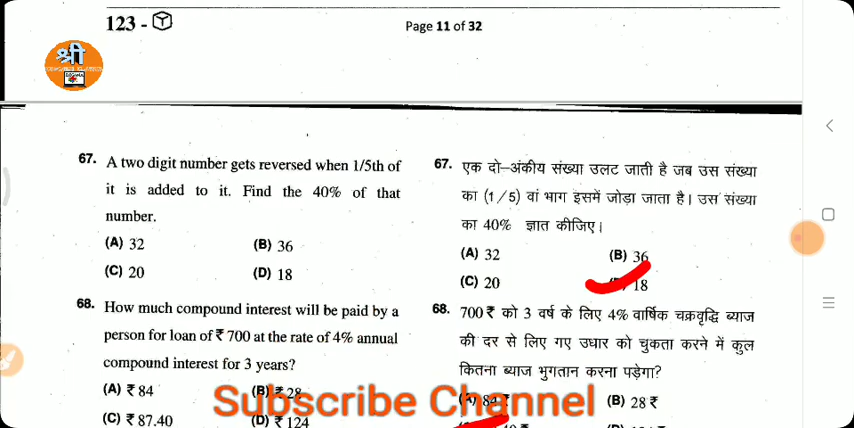 123 - Y
Page 11 of 32
श्री
67. A two digit number gets reversed when 1/5th of
it is added to it. Find the 40% of that
number.
(A) 32 (B) 36
(C) 20 (D) 18
68. How much compound interest will be paid by a
person for loan of ₹ 700 at the rate of 4% annual
compound interest for 3 years?
(A) ₹ 84 (B) ₹ 28
(C) ₹ 87.40 (D) ₹ 124
67. एक दो–अंकीय संख्या उलट जाती है जब उस संख्या
का (1/5) वां भाग इसमें जोड़ा जाता है। उस संख्या
का 40% ज्ञात कीजिए।
(A) 32 (B) 36
(C) 20 18
68. 700 ₹ को 3 वर्ष के लिए 4% वार्षिक चक्रवृद्धि ब्याज
की दर से लिए गए उधार को चुकता करने में कुल
कितना ब्याज भुगतान करना पड़ेगा?
(A) 84 ₹ (B) 28 ₹
Subscribe Channel